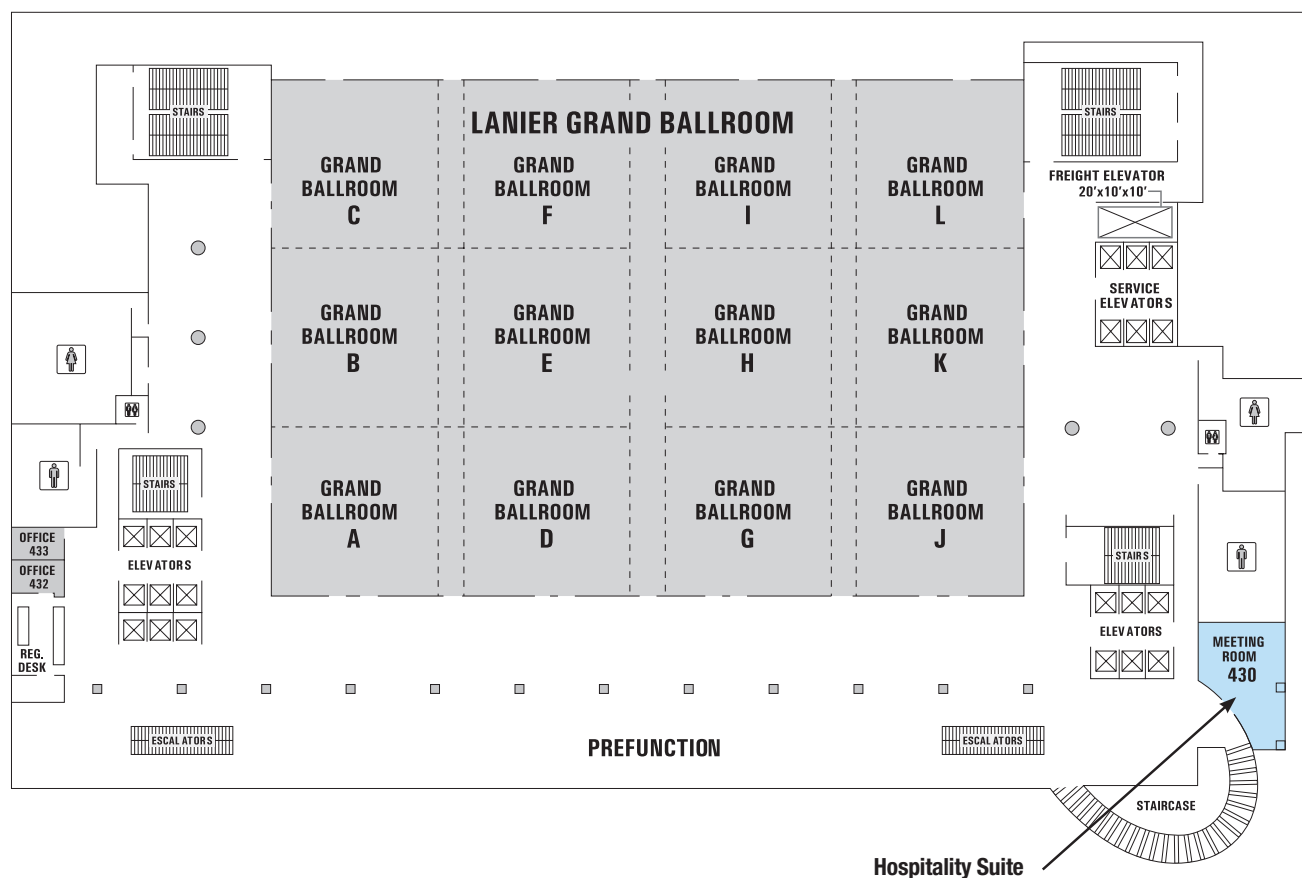 LANIER GRAND BALLROOM
STAIRS
STAIRS
GRAND
BALLROOM
C
GRAND
BALLROOM
F
GRAND
BALLROOM
I
GRAND
BALLROOM
L
FREIGHT ELEVATOR
20'x10'x10'
SERVICE
ELEVATORS
GRAND
BALLROOM
B
GRAND
BALLROOM
E
GRAND
BALLROOM
H
GRAND
BALLROOM
K
STAIRS
GRAND
BALLROOM
A
GRAND
BALLROOM
D
GRAND
BALLROOM
G
GRAND
BALLROOM
J
OFFICE
433
OFFICE
432
ELEVATORS
STAIRS
REG.
DESK
ELEVATORS
MEETING
ROOM
430
ESCALATORS
PREFUNCTION
ESCALATORS
STAIRCASE
Hospitality Suite